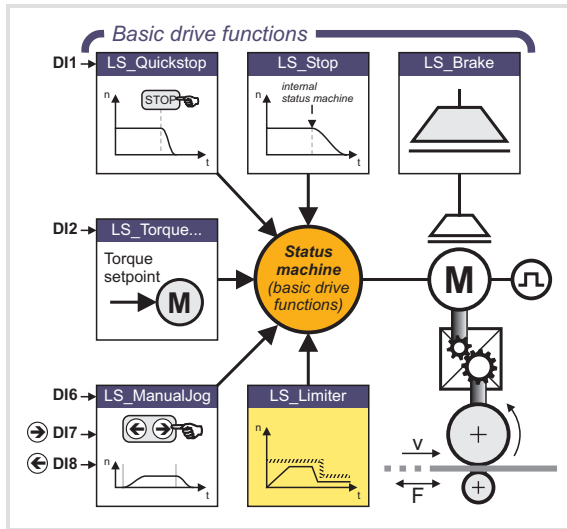 Basic drive functions
DI1
LS_Quickstop
n
STOP
t
LS_Stop
n
internal
status machine
t
LS_Brake
DI2
LS_Torque...
Torque
setpoint
M
Status
machine
(basic drive
functions)
M
DI6
DI7
DI8
LS_ManualJog
n
t
LS_Limiter
n
t
v
F